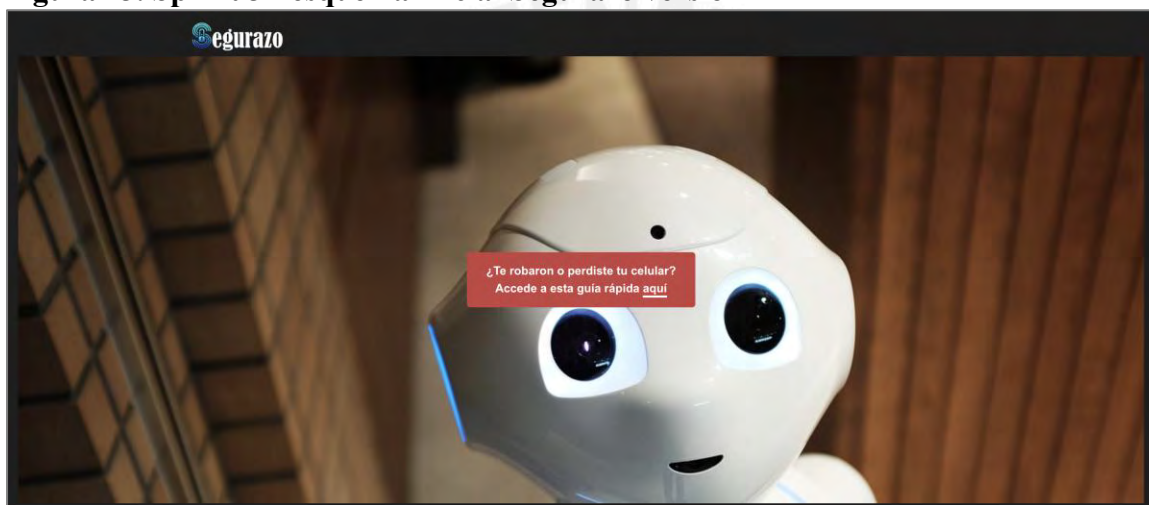 Segurazo
¿Te robaron o perdiste tu celular?
Accede a esta guía rápida aquí